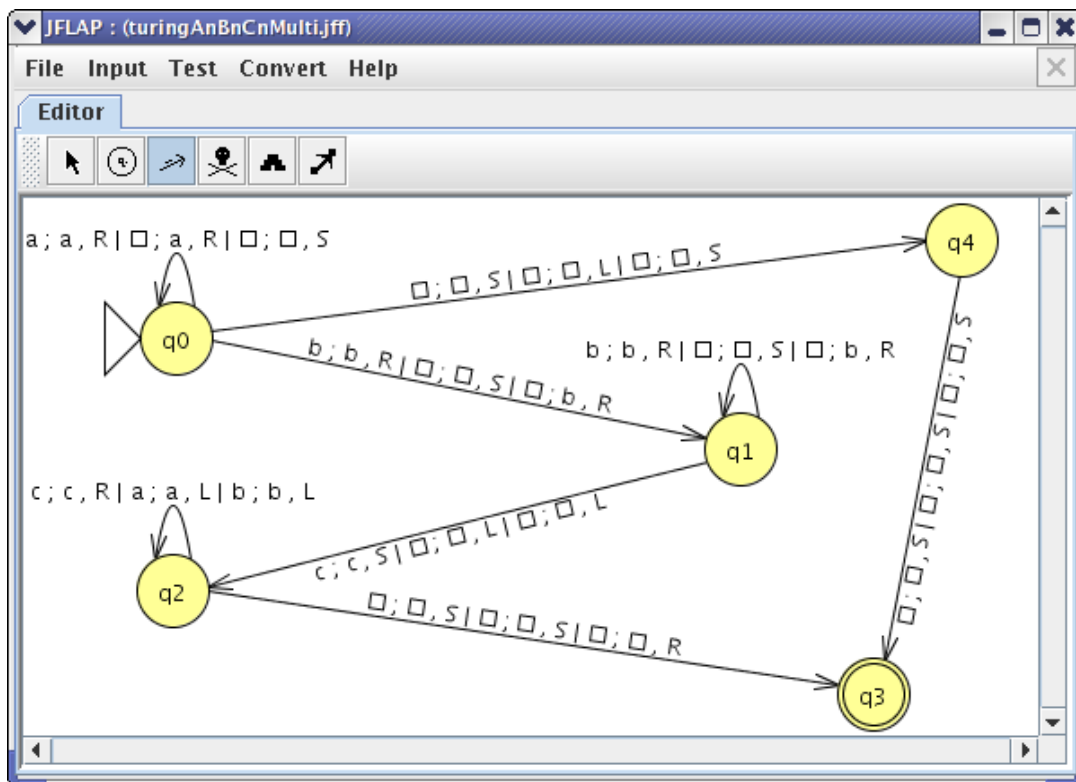 JFLAP : (turingAnBnCnMulti.jff)
File Input Test Convert Help
Editor
a ; a , R | □ ; a , R | □ ; □ , S
□ ; □ , S | □ ; □ , L | □ ; □ , S
q4
q0
b ; b , R | □ ; □ , S | □ ; b , R
b ; b , R | □ ; □ , S | □ ; b , R
□ ; □ , S | □ ; □ , S | □ ; □ , S
q1
c ; c , R | a ; a , L | b ; b , L
c ; c , S | □ ; □ , L | □ ; □ , L
q2
□ ; □ , S | □ ; □ , S | □ ; □ , R
q3